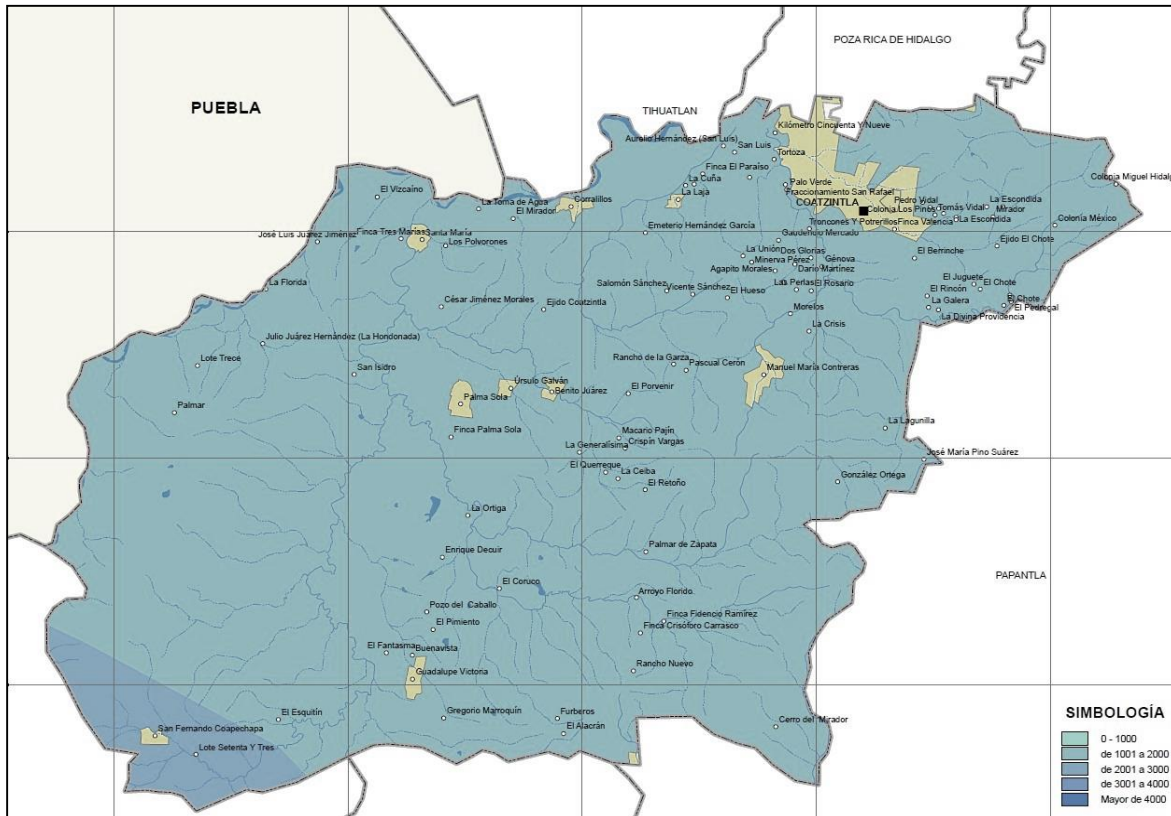 POZA RICA DE HIDALGO
PUEBLA
TIHUATLAN
Kilómetro Cincuenta Y Nueve
Aurelio Hernández (San Luis)
San Luis
Tortoza
Finca El Paraíso
La Cuña
La Laja
Palo Verde
Fraccionamiento San Rafael
COATZINTLA
Colonia Los Pinos
Pedro Vidal
Tomás Vidal
La Escondida
Mirador
La Escondida
Colonia Miguel Hidalg
Colonia México
El Vizcaíno
La Toma de Agua
El Mirador
Corralillos
José Luis Juárez Jiménez
Finca Tres Marías
Santa María
Los Polvorones
Emeterio Hernández García
Troncones Y Potrerillos
Finca Valencia
Gaudencio Mercado
La Unión
Dos Glorias
Minerva Pérez
Génova
Agapito Morales
Darío Martínez
El Berrinche
Ejido El Chote
La Florida
Salomón Sánchez
Vicente Sánchez
El Hueso
Las Perlas
El Rosario
El Juguete
El Rincón
El Chote
La Galera
El Chote
El Pedregal
La Divina Providencia
César Jiménez Morales
Ejido Coatzintla
Morelos
La Crisis
Julio Juárez Hernández (La Hondonada)
Lote Trece
San Isidro
Rancho de la Garza
Pascual Cerón
Manuel María Contreras
Palmar
Palma Sola
Úrsulo Galván
Benito Juárez
El Porvenir
Finca Palma Sola
Macario Pajín
La Generalísima
Crispín Vargas
La Lagunilla
El Querreque
La Ceiba
El Retoño
José María Pino Suárez
González Ortega
La Ortiga
Enrique Decuir
Palmar de Zapata
PAPANTLA
El Coruco
Arroyo Florido
Pozo del Caballo
El Pimiento
Finca Fidencio Ramírez
Finca Crisóforo Carrasco
El Fantasma
Buenavista
Guadalupe Victoria
Rancho Nuevo
El Esquitín
Gregorio Marroquín
Furberos
El Alacrán
Cerro del Mirador
San Fernando Coapechapa
Lote Setenta Y Tres
SIMBOLOGÍA
0 - 1000
de 1001 a 2000
de 2001 a 3000
de 3001 a 4000
Mayor de 4000